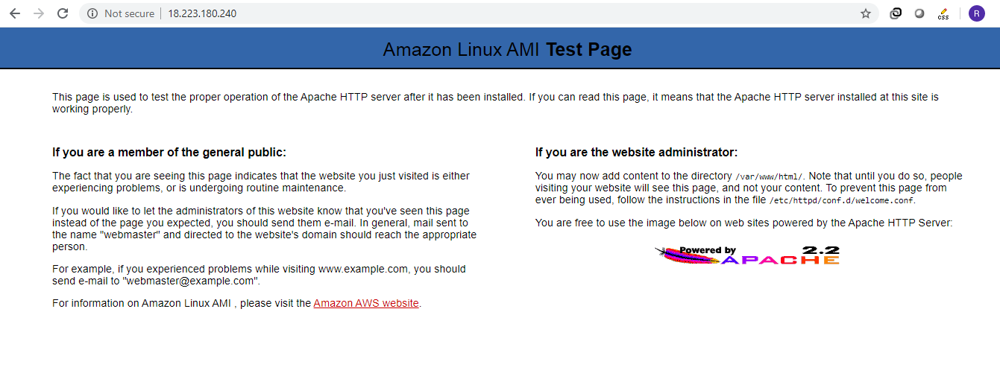 Not secure
18.223.180.240
css
R
Amazon Linux AMI Test Page
This page is used to test the proper operation of the Apache HTTP server after it has been installed. If you can read this page, it means that the Apache HTTP server installed at this site is
working properly.
If you are a member of the general public:
The fact that you are seeing this page indicates that the website you just visited is either
experiencing problems, or is undergoing routine maintenance.
If you would like to let the administrators of this website know that you've seen this page
instead of the page you expected, you should send them e-mail. In general, mail sent to
the name "webmaster" and directed to the website's domain should reach the appropriate
person.
For example, if you experienced problems while visiting www.example.com, you should
send e-mail to "webmaster@example.com".
For information on Amazon Linux AMI , please visit the Amazon AWS website.
If you are the website administrator:
You may now add content to the directory /var/www/html/. Note that until you do so, people
visiting your website will see this page, and not your content. To prevent this page from
ever being used, follow the instructions in the file /etc/httpd/conf.d/welcome.conf.
You are free to use the image below on web sites powered by the Apache HTTP Server:
Powered by 2.2
APACHE